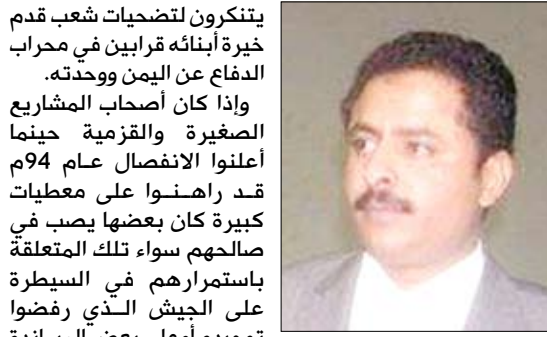 يتنكرون لتضحيات شعب قدم
خيرة أبنائه قرابين في محراب
الدفاع عن اليمن ووحدته.
وإذا كان أصحاب المشاريع
الصغيرة والقزمية حينما
أعلنوا الانفصال عام 94م
قد راهنوا على معطيات
كبيرة كان بعضها يصب في
صالحهم سواء تلك المتعلقة
باستمرارهم في السيطرة
على الجيش الذي رفضوا